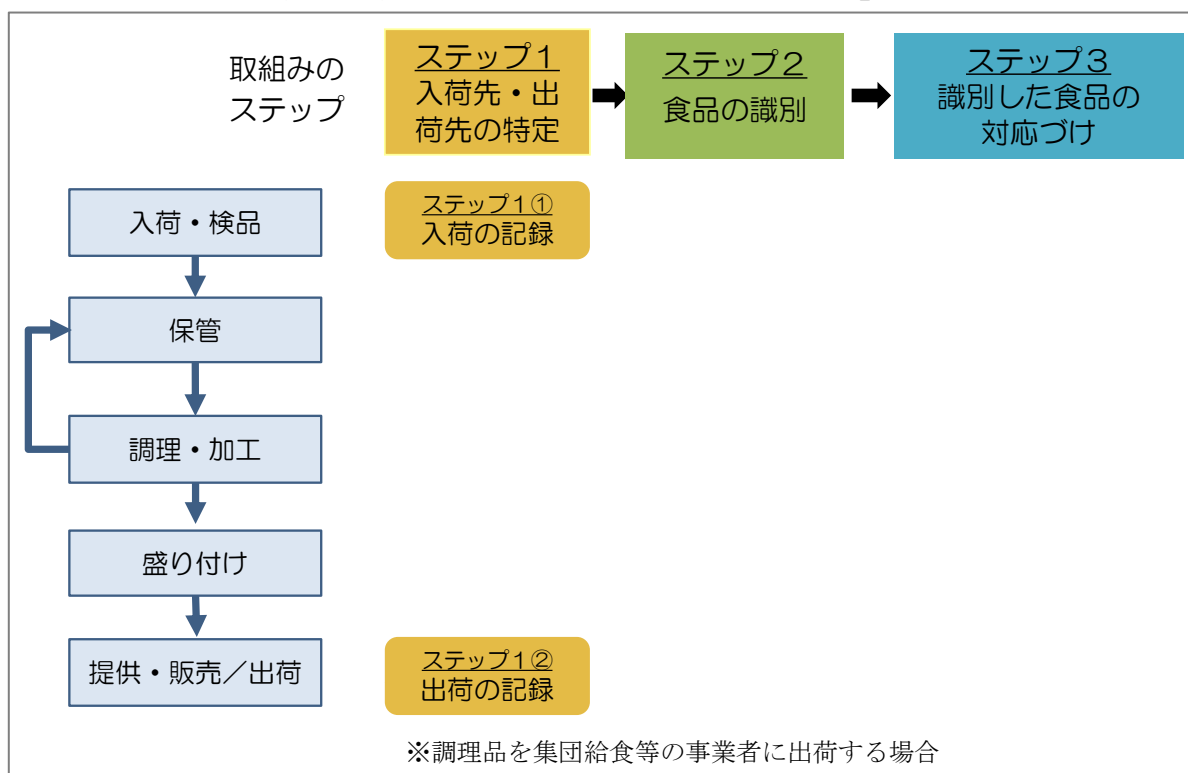 取組みの
ステップ
ステップ1
入荷先・出
荷先の特定
ステップ2
食品の識別
ステップ3
識別した食品の
対応づけ
入荷・検品
ステップ1①
入荷の記録
保管
調理・加工
盛り付け
提供・販売／出荷
ステップ1②
出荷の記録
※調理品を集団給食等の事業者に出荷する場合